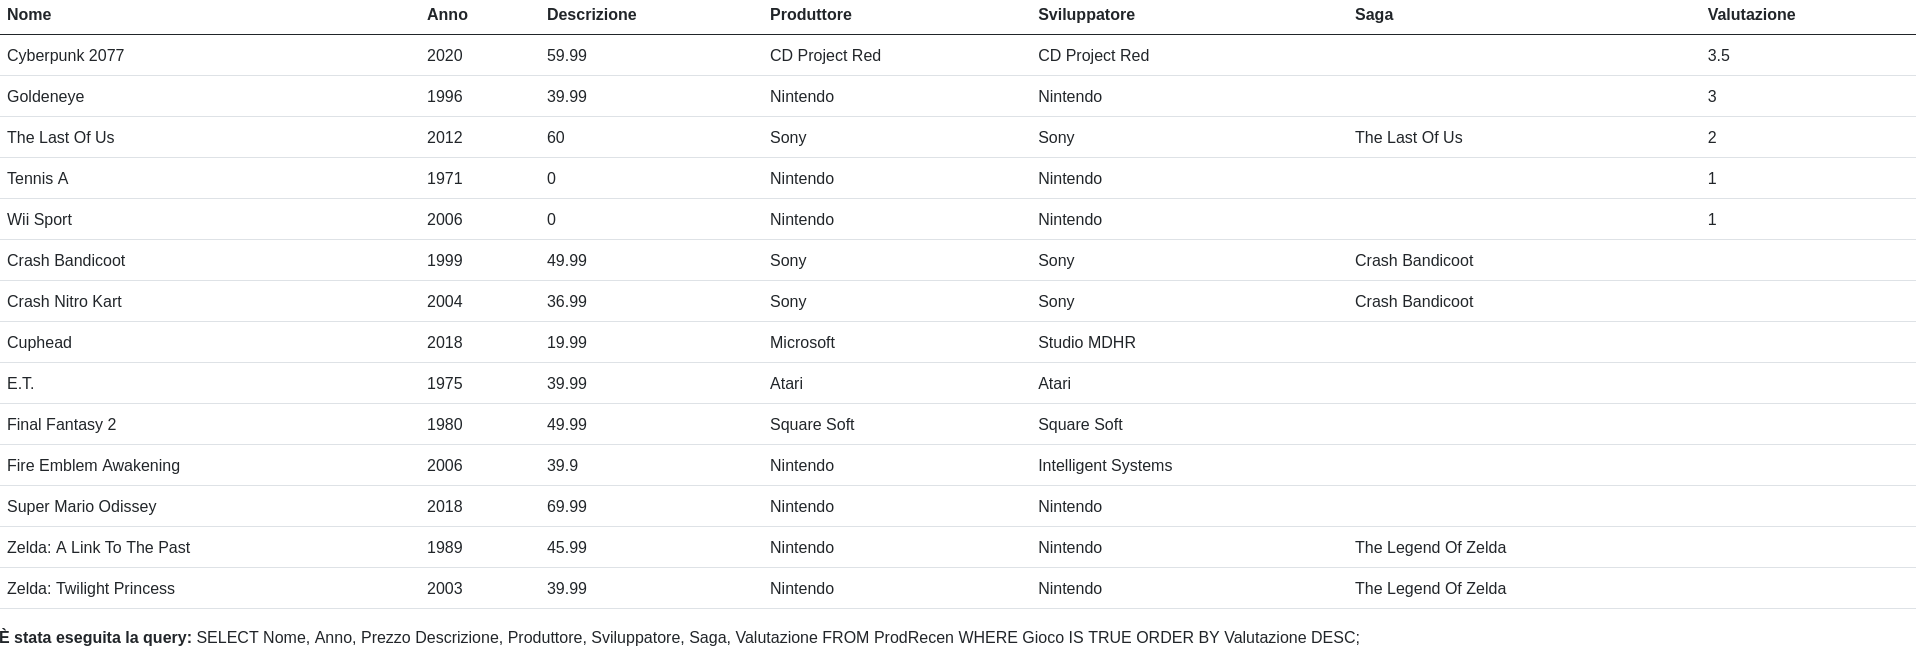 Nome Anno Descrizione Produttore Sviluppatore Saga Valutazione
Cyberpunk 2077 2020 59.99 CD Project Red CD Project Red 3.5
Goldeneye 1996 39.99 Nintendo Nintendo 3
The Last Of Us 2012 60 Sony Sony The Last Of Us 2
Tennis A 1971 0 Nintendo Nintendo 1
Wii Sport 2006 0 Nintendo Nintendo 1
Crash Bandicoot 1999 49.99 Sony Sony Crash Bandicoot
Crash Nitro Kart 2004 36.99 Sony Sony Crash Bandicoot
Cuphead 2018 19.99 Microsoft Studio MDHR
E.T. 1975 39.99 Atari Atari
Final Fantasy 2 1980 49.99 Square Soft Square Soft
Fire Emblem Awakening 2006 39.9 Nintendo Intelligent Systems
Super Mario Odissey 2018 69.99 Nintendo Nintendo
Zelda: A Link To The Past 1989 45.99 Nintendo Nintendo The Legend Of Zelda
Zelda: Twilight Princess 2003 39.99 Nintendo Nintendo The Legend Of Zelda
È stata eseguita la query: SELECT Nome, Anno, Prezzo Descrizione, Produttore, Sviluppatore, Saga, Valutazione FROM ProdRecen WHERE Gioco IS TRUE ORDER BY Valutazione DESC;